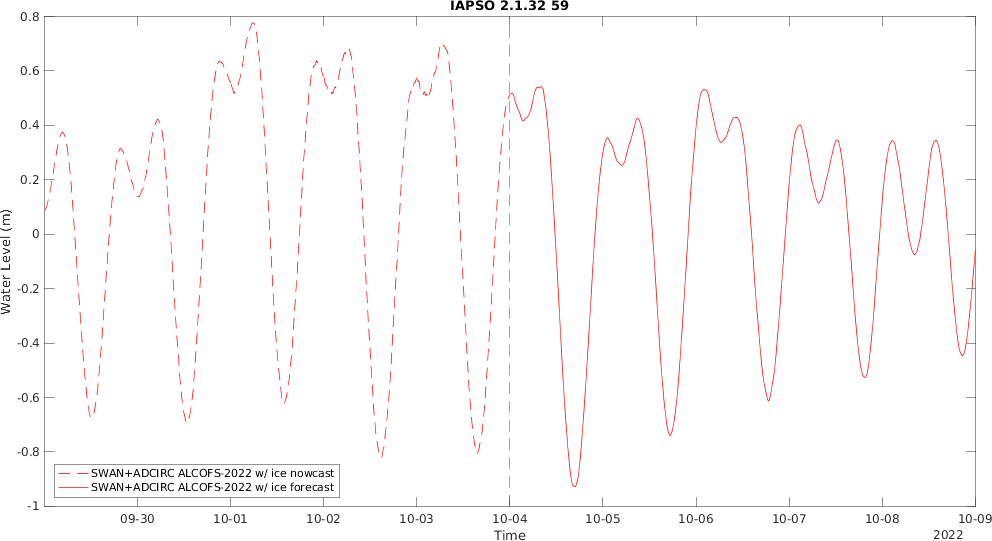 IAPSO 2.1.32 59
0.8
0.6
0.4
0.2
0
-0.2
-0.4
-0.6
-0.8
-1
Water Level (m)
SWAN+ADCIRC ALCOFS-2022 w/ ice nowcast
SWAN+ADCIRC ALCOFS-2022 w/ ice forecast
09-30 10-01 10-02 10-03 10-04 10-05 10-06 10-07 10-08 10-09
Time
2022